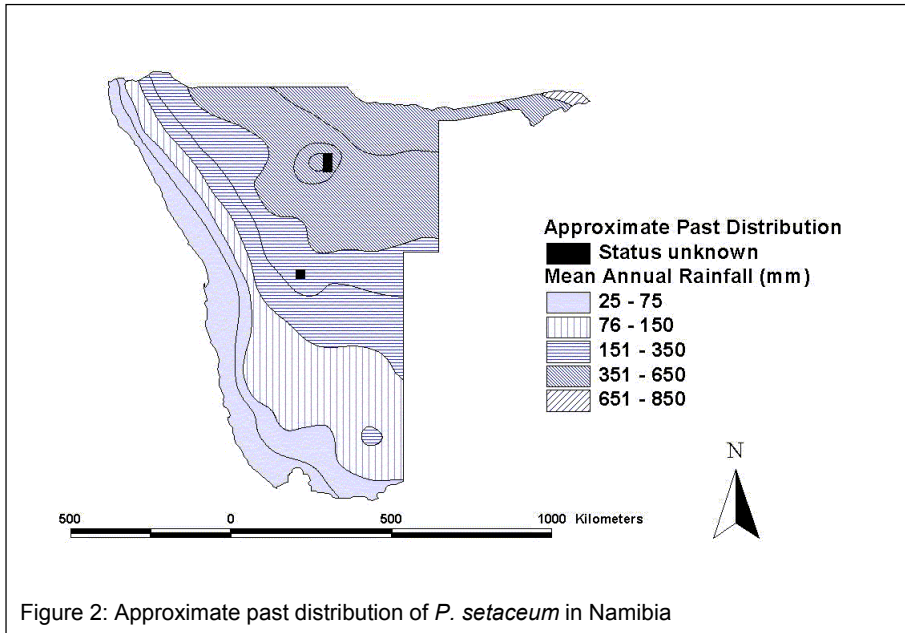 Approximate Past Distribution
Status unknown
Mean Annual Rainfall (mm)
25 - 75
76 - 150
151 - 350
351 - 650
651 - 850
N
500 0 500 1000 Kilometers
Figure 2: Approximate past distribution of P. setaceum in Namibia